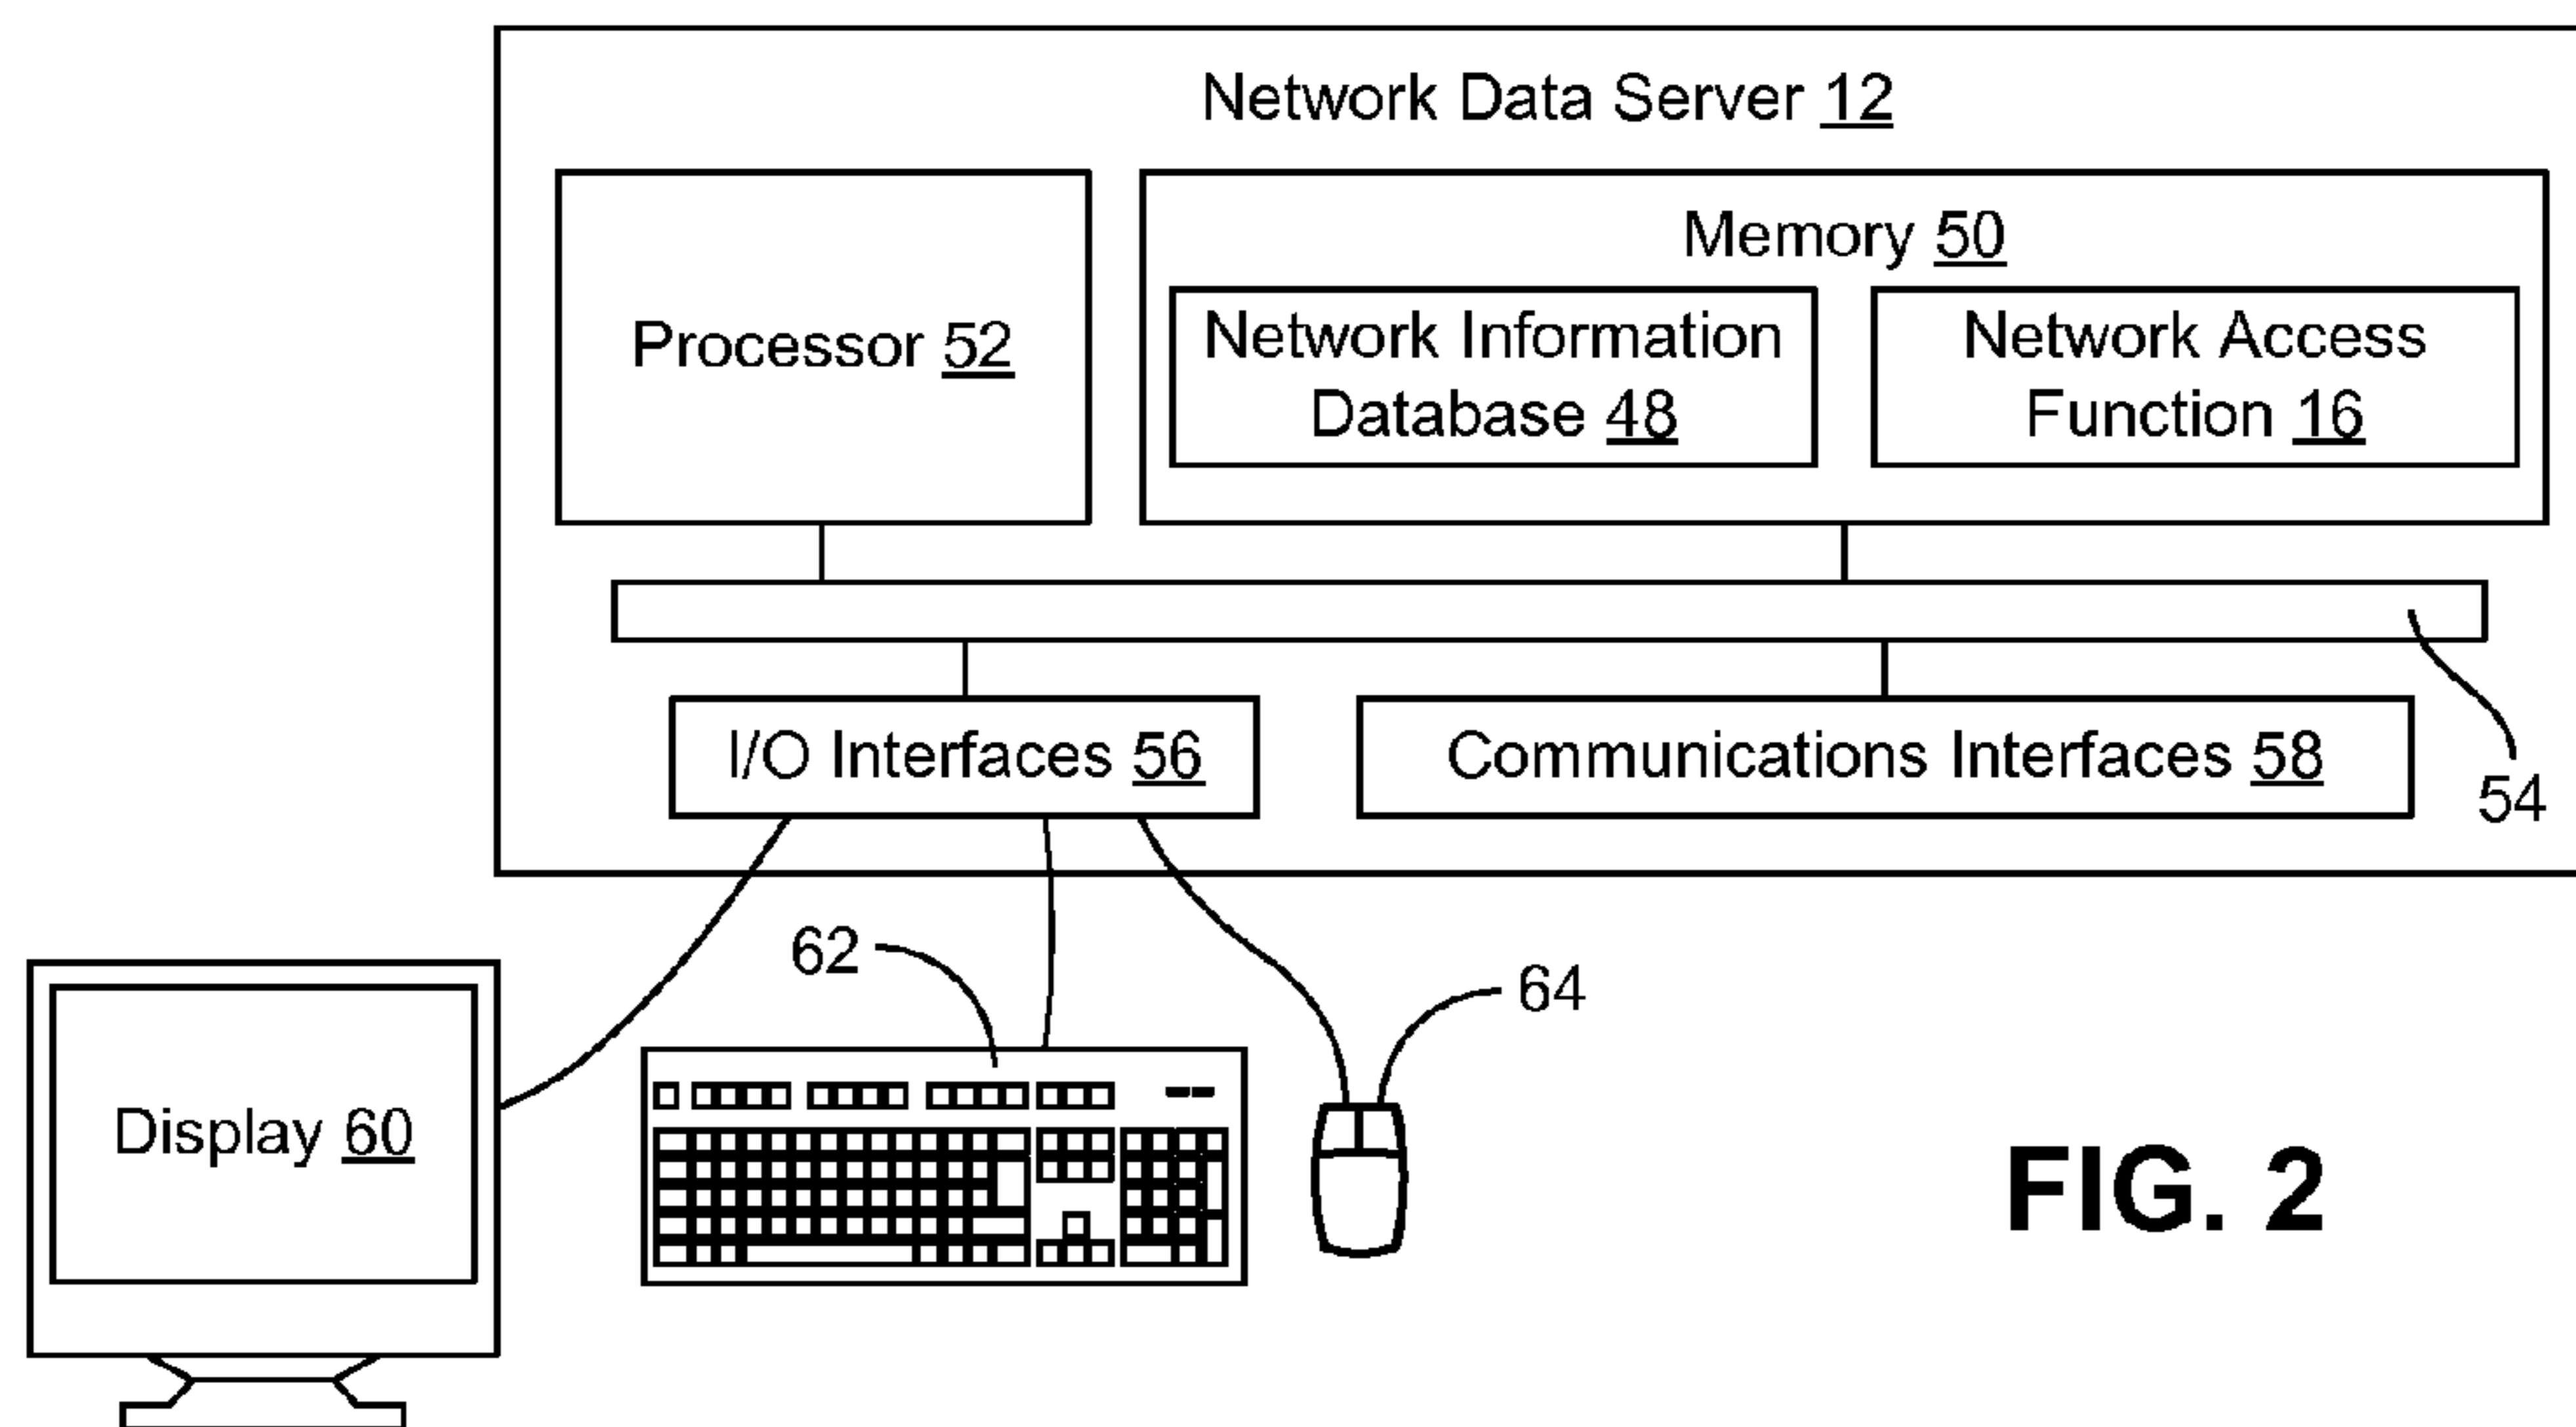 Network Data Server 12
Processor 52
Memory 50
Network Information
Database 48
Network Access
Function 16
I/O Interfaces 56
Communications Interfaces 58
54
62
64
Display 60
FIG. 2